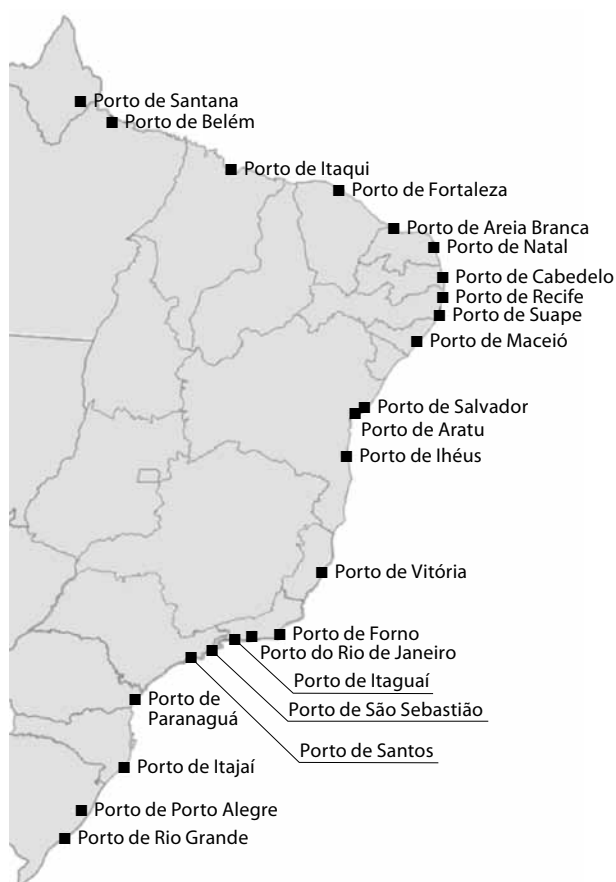 Porto de Santana
Porto de Belém
Porto de Itaqui
Porto de Fortaleza
Porto de Areia Branca
Porto de Natal
Porto de Cabedelo
Porto de Recife
Porto de Suape
Porto de Maceió
Porto de Salvador
Porto de Aratu
Porto de Ihéus
Porto de Vitória
Porto de Forno
Porto do Rio de Janeiro
Porto de Itaguaí
Porto de São Sebastião
Porto de Santos
Porto de
Paranaguá
Porto de Itajaí
Porto de Porto Alegre
Porto de Rio Grande